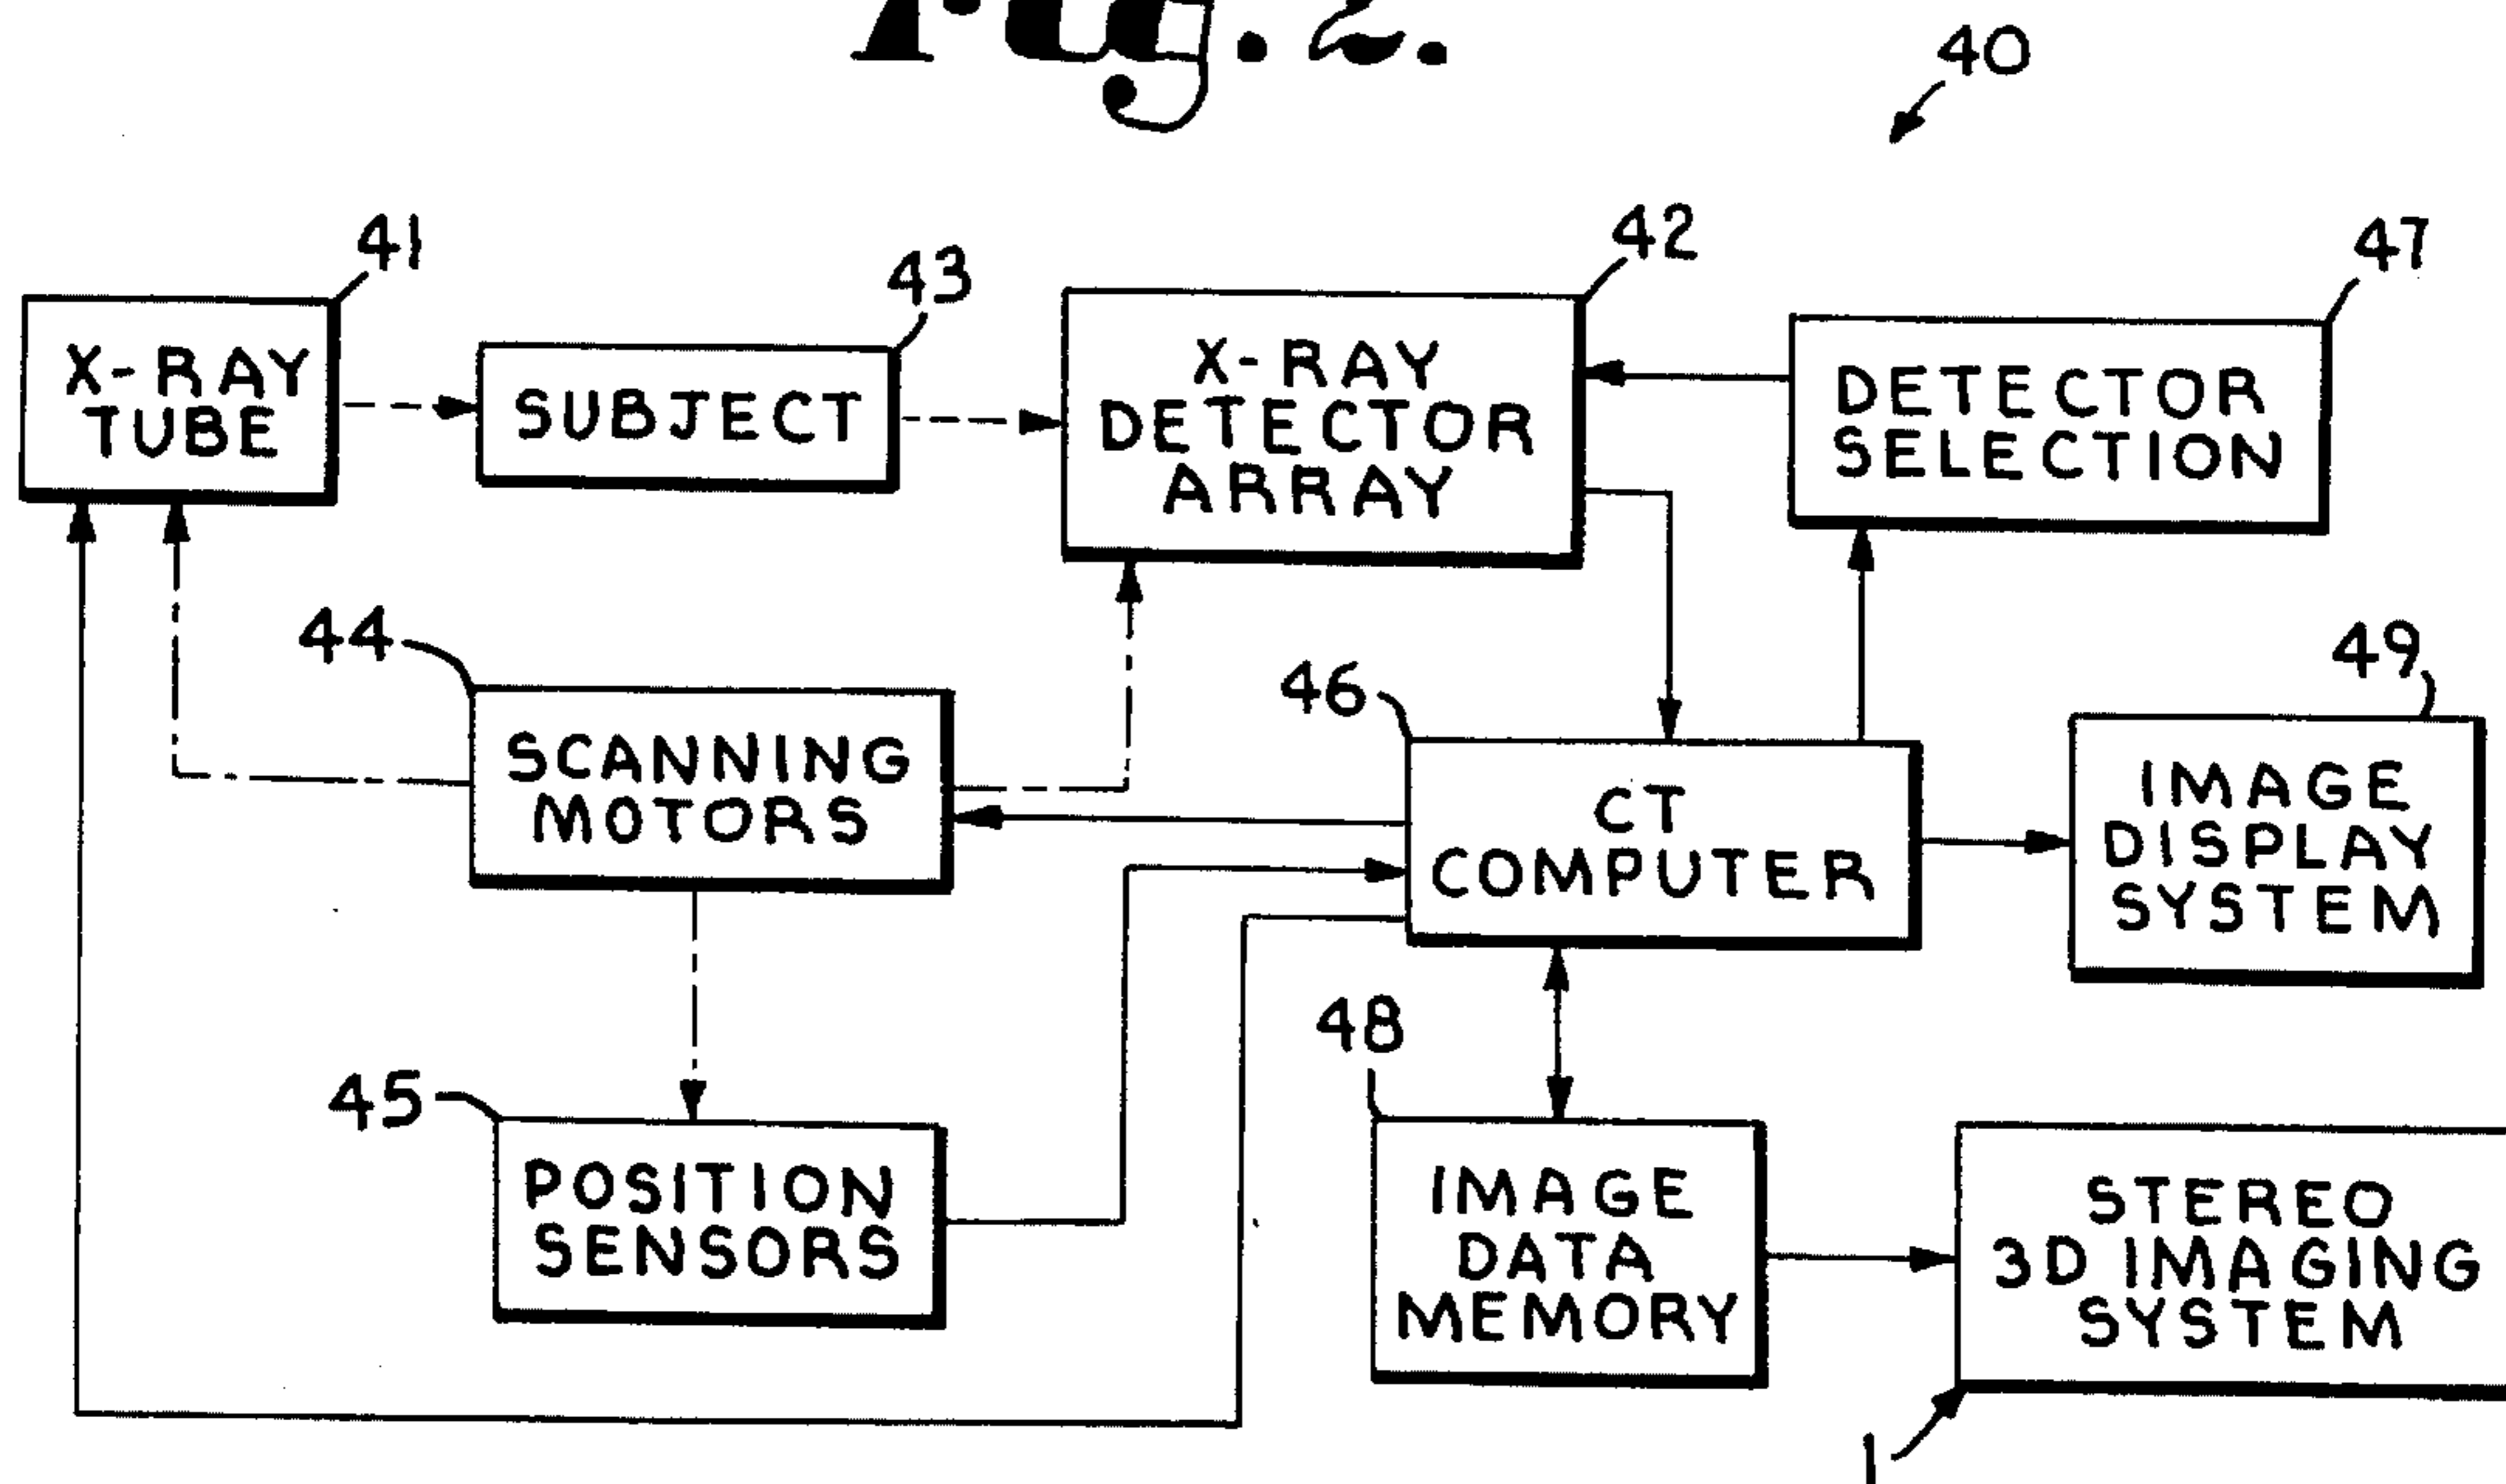 Fig. 2.
40
41
X-RAY
TUBE
43
SUBJECT
42
X-RAY
DETECTOR
ARRAY
47
DETECTOR
SELECTION
44
SCANNING
MOTORS
46
CT
COMPUTER
49
IMAGE
DISPLAY
SYSTEM
45
POSITION
SENSORS
48
IMAGE
DATA
MEMORY
STEREO
3D IMAGING
SYSTEM
1